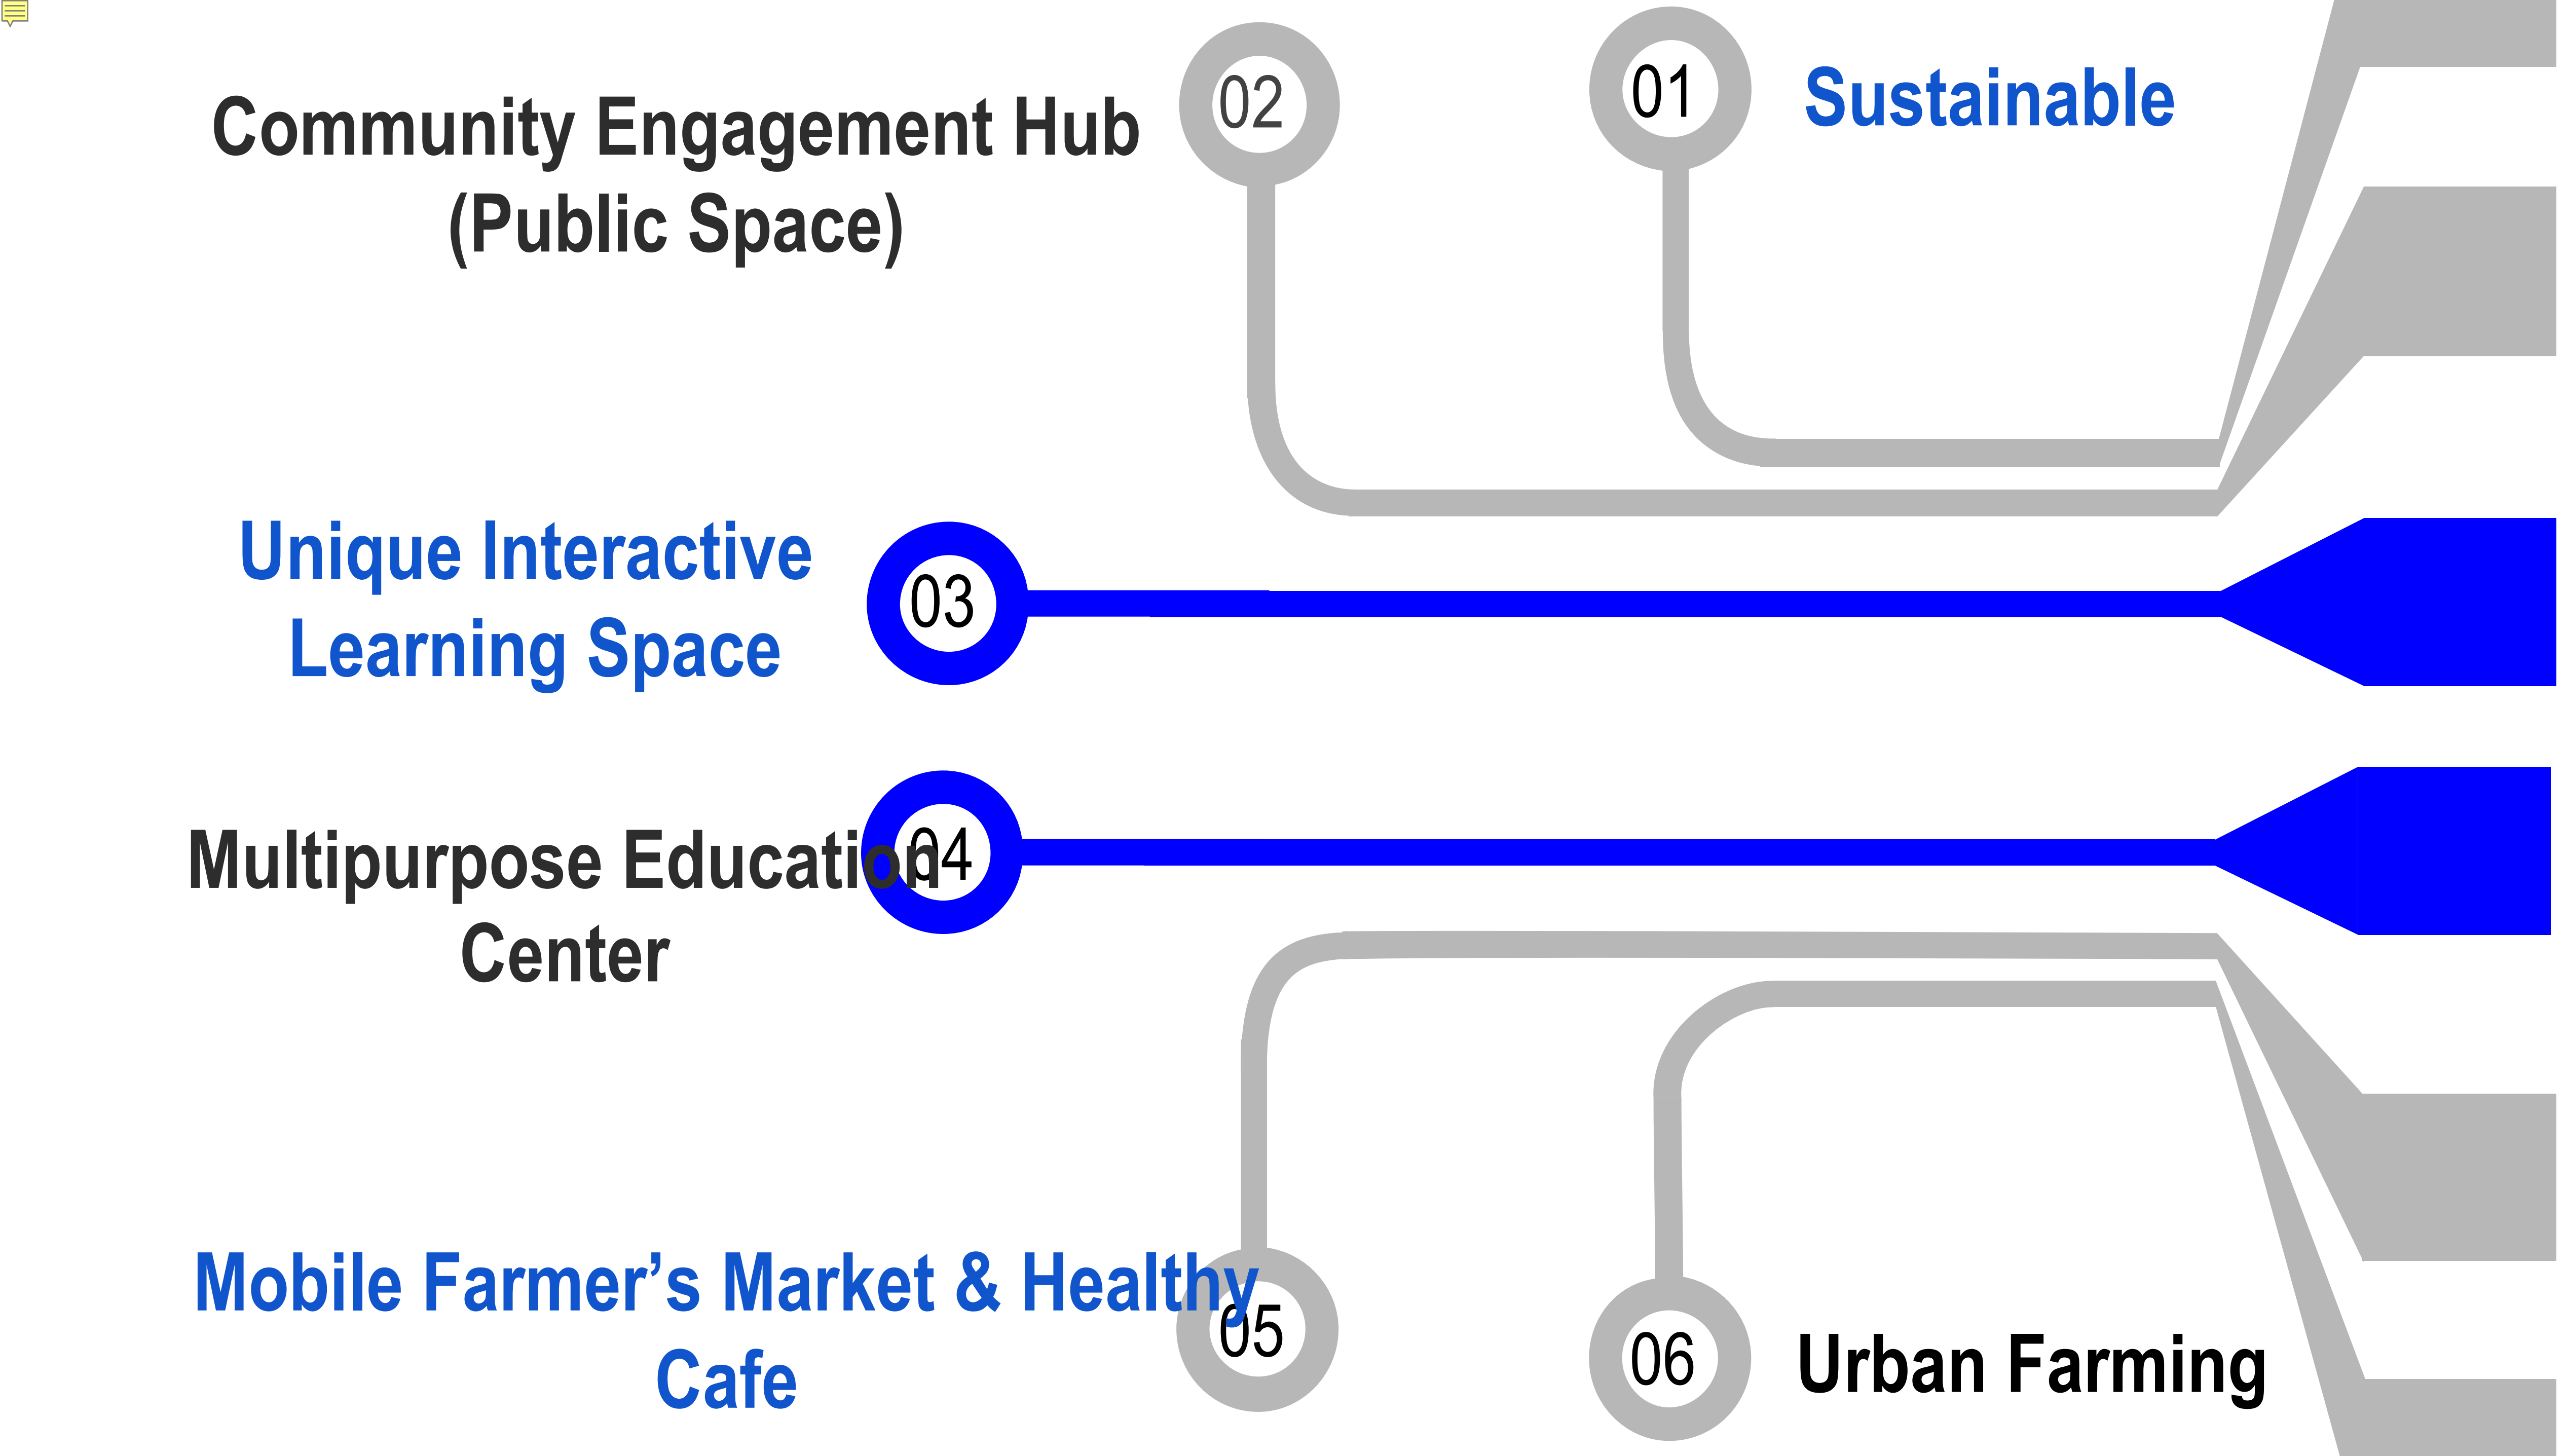 01
Sustainable
02
Community Engagement Hub
(Public Space)
03
Unique Interactive
Learning Space
04
Multipurpose Education
Center
05
Mobile Farmer’s Market & Healthy
Cafe
06
Urban Farming